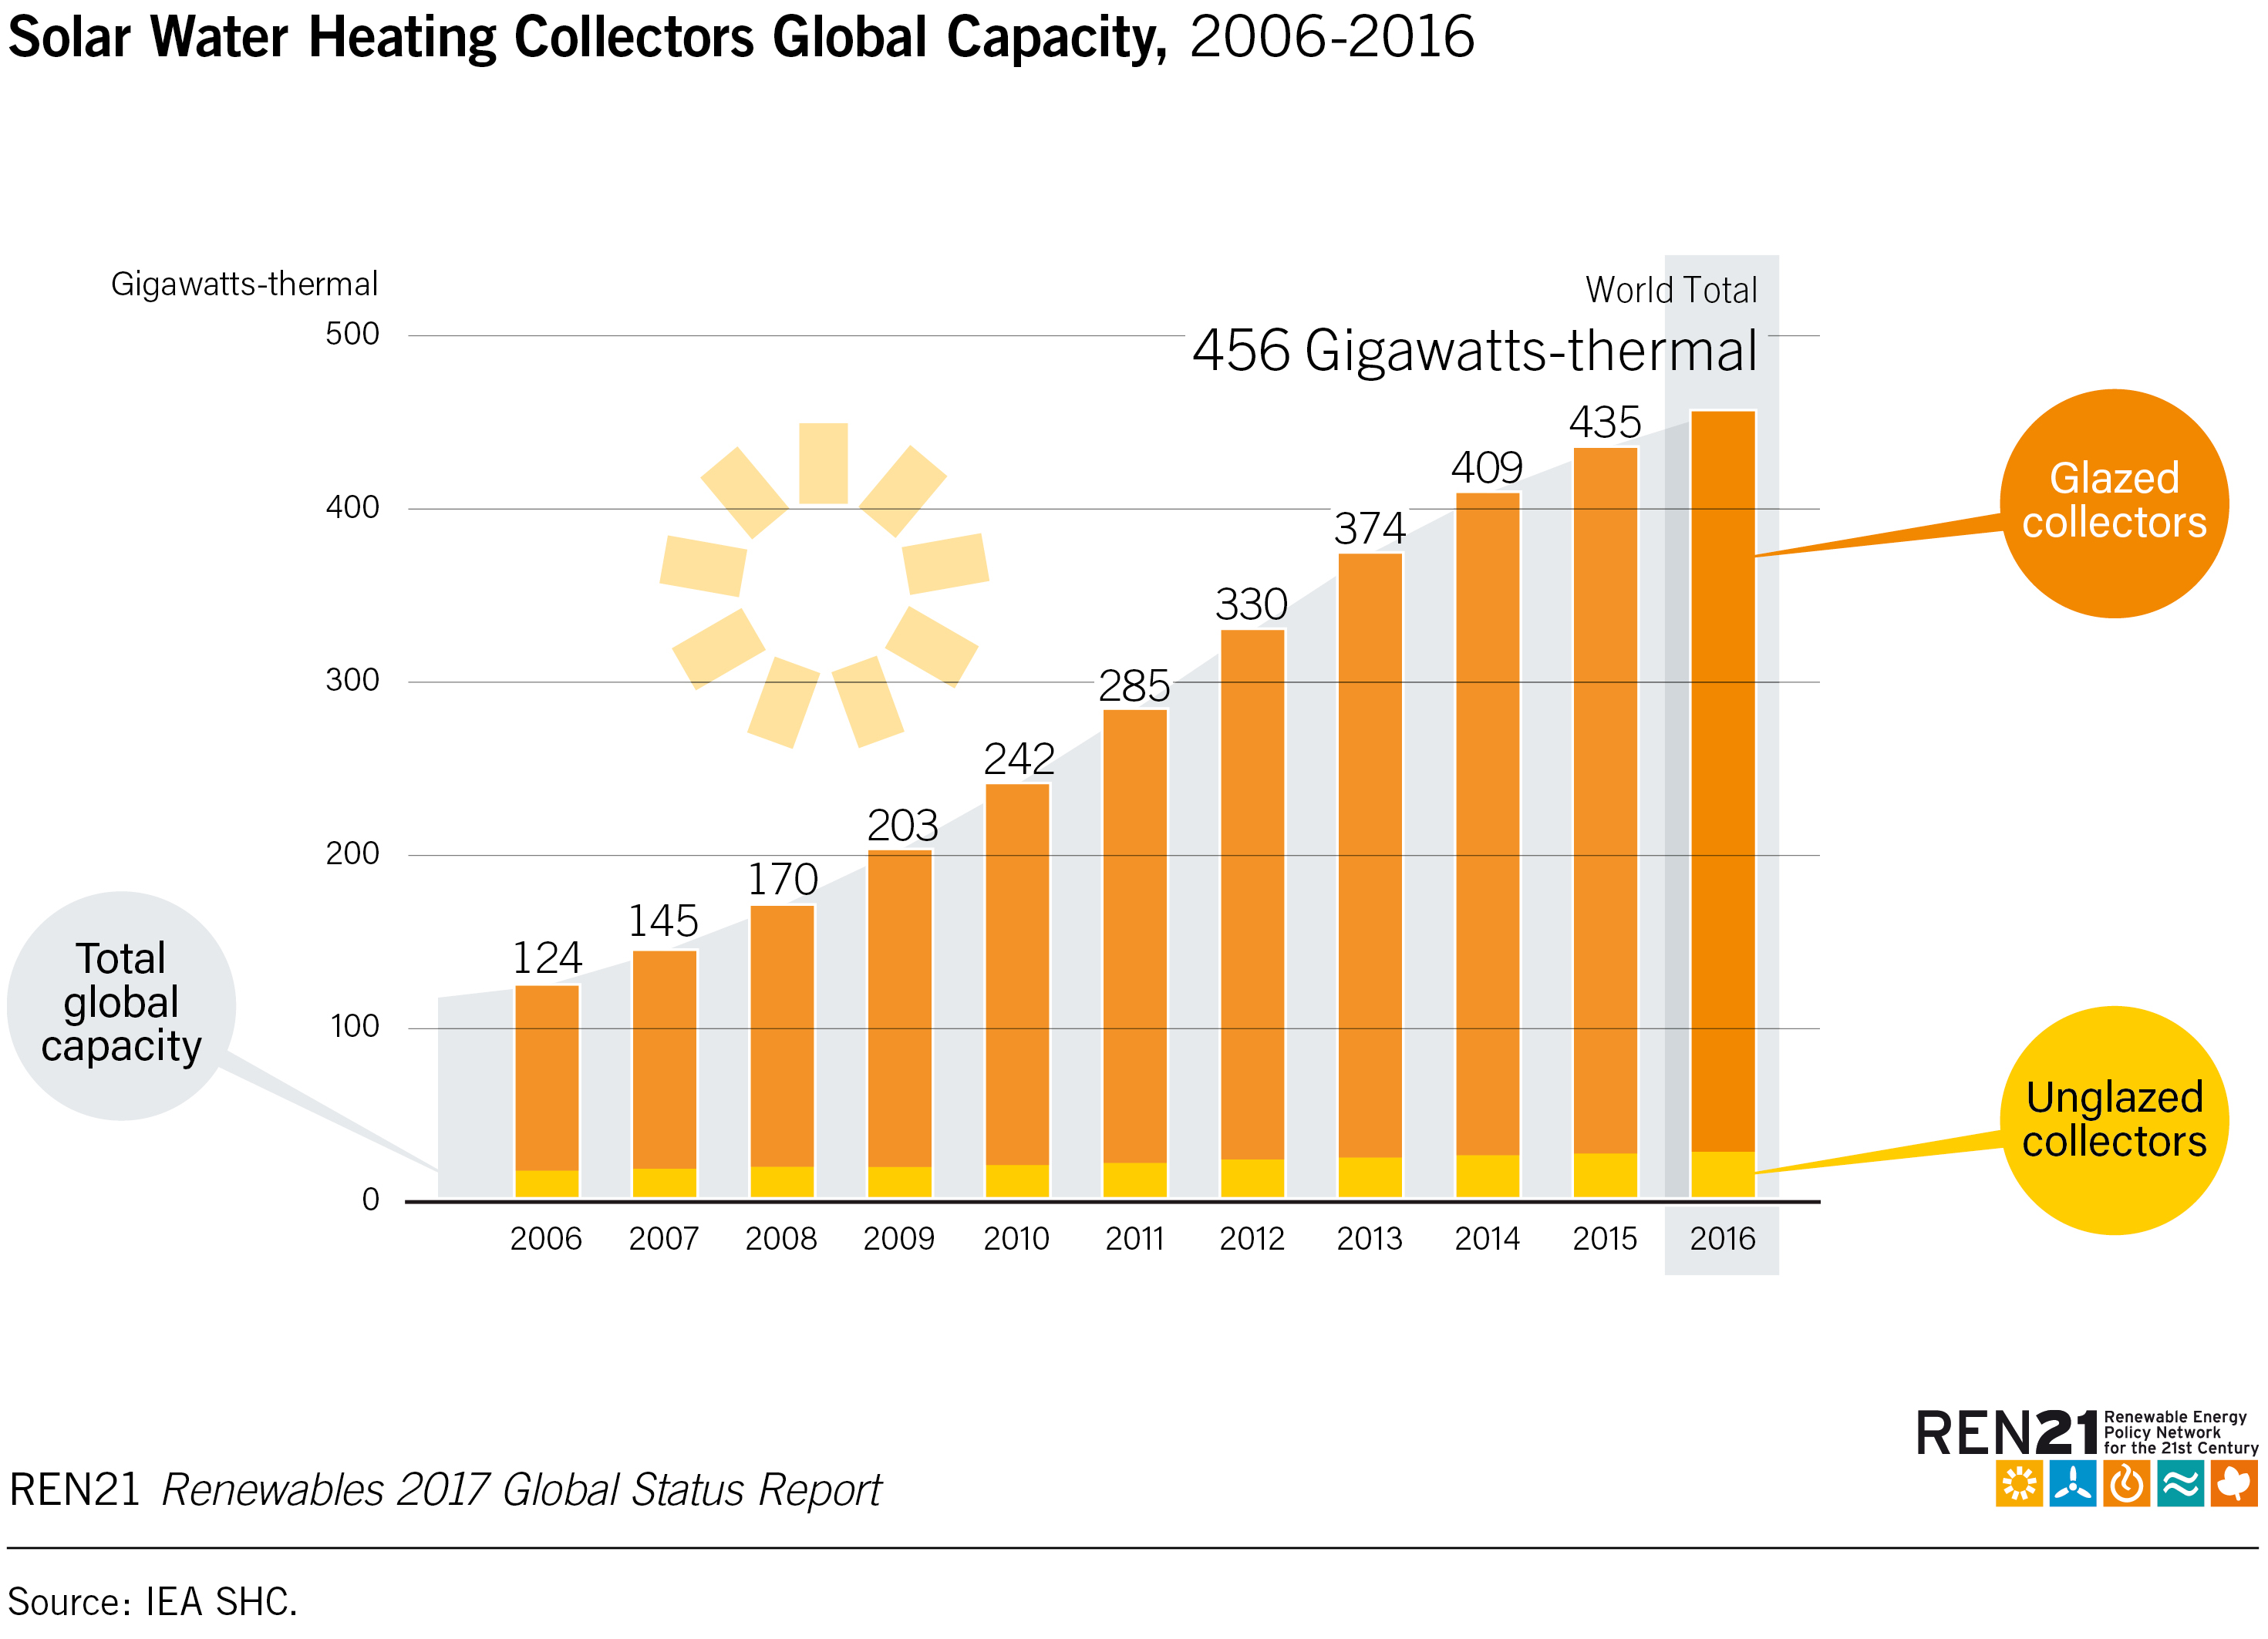 Solar Water Heating Collectors Global Capacity, 2006-2016
Gigawatts-thermal
World Total
456 Gigawatts-thermal
500
400
300
200
100
0
124
145
170
203
242
285
330
374
409
435
Glazed
collectors
Total
global
capacity
Unglazed
collectors
2006 2007 2008 2009 2010 2011 2012 2013 2014 2015 2016
REN21 Renewable Energy
Policy Network
for the 21st Century
REN21 Renewables 2017 Global Status Report
Source: IEA SHC.